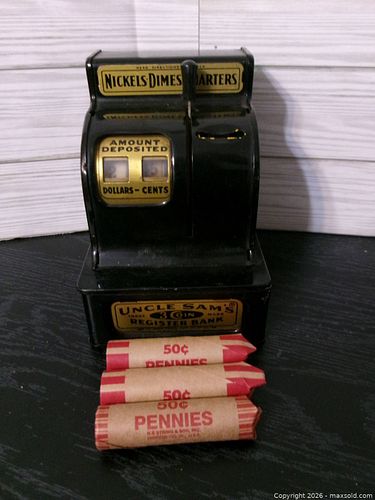 NICKELS DIMES ARTERS
AMOUNT
DEPOSITED
DOLLARS - CENTS
UNCLE SAM'S
3 COIN
REGISTER BANK
50¢
PENNIES
50¢
50¢
PENNIES
Copyright 2026 - maxsold.com